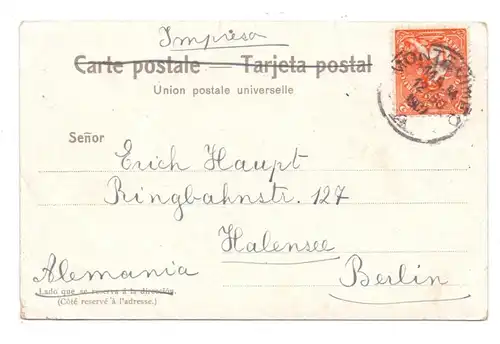 Impresa
Carte postale — Tarjeta postal
Union postale universelle
MONTEVIDEO
Señor
Erich Haupt
Ringbahnstr. 127
Halensee
Alemania
Berlin
Lado que se reserva á la dirección.
(Côté reservé à l'adresse.)